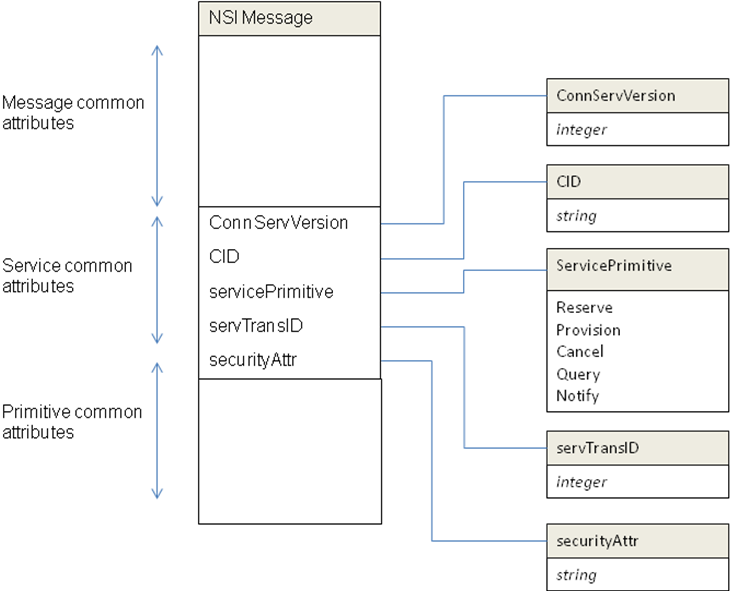 NSI Message
Message common
attributes
Service common
attributes
Primitive common
attributes
ConnServVersion
CID
servicePrimitive
servTransID
securityAttr
ConnServVersion
integer
CID
string
ServicePrimitive
Reserve
Provision
Cancel
Query
Notify
servTransID
integer
securityAttr
string